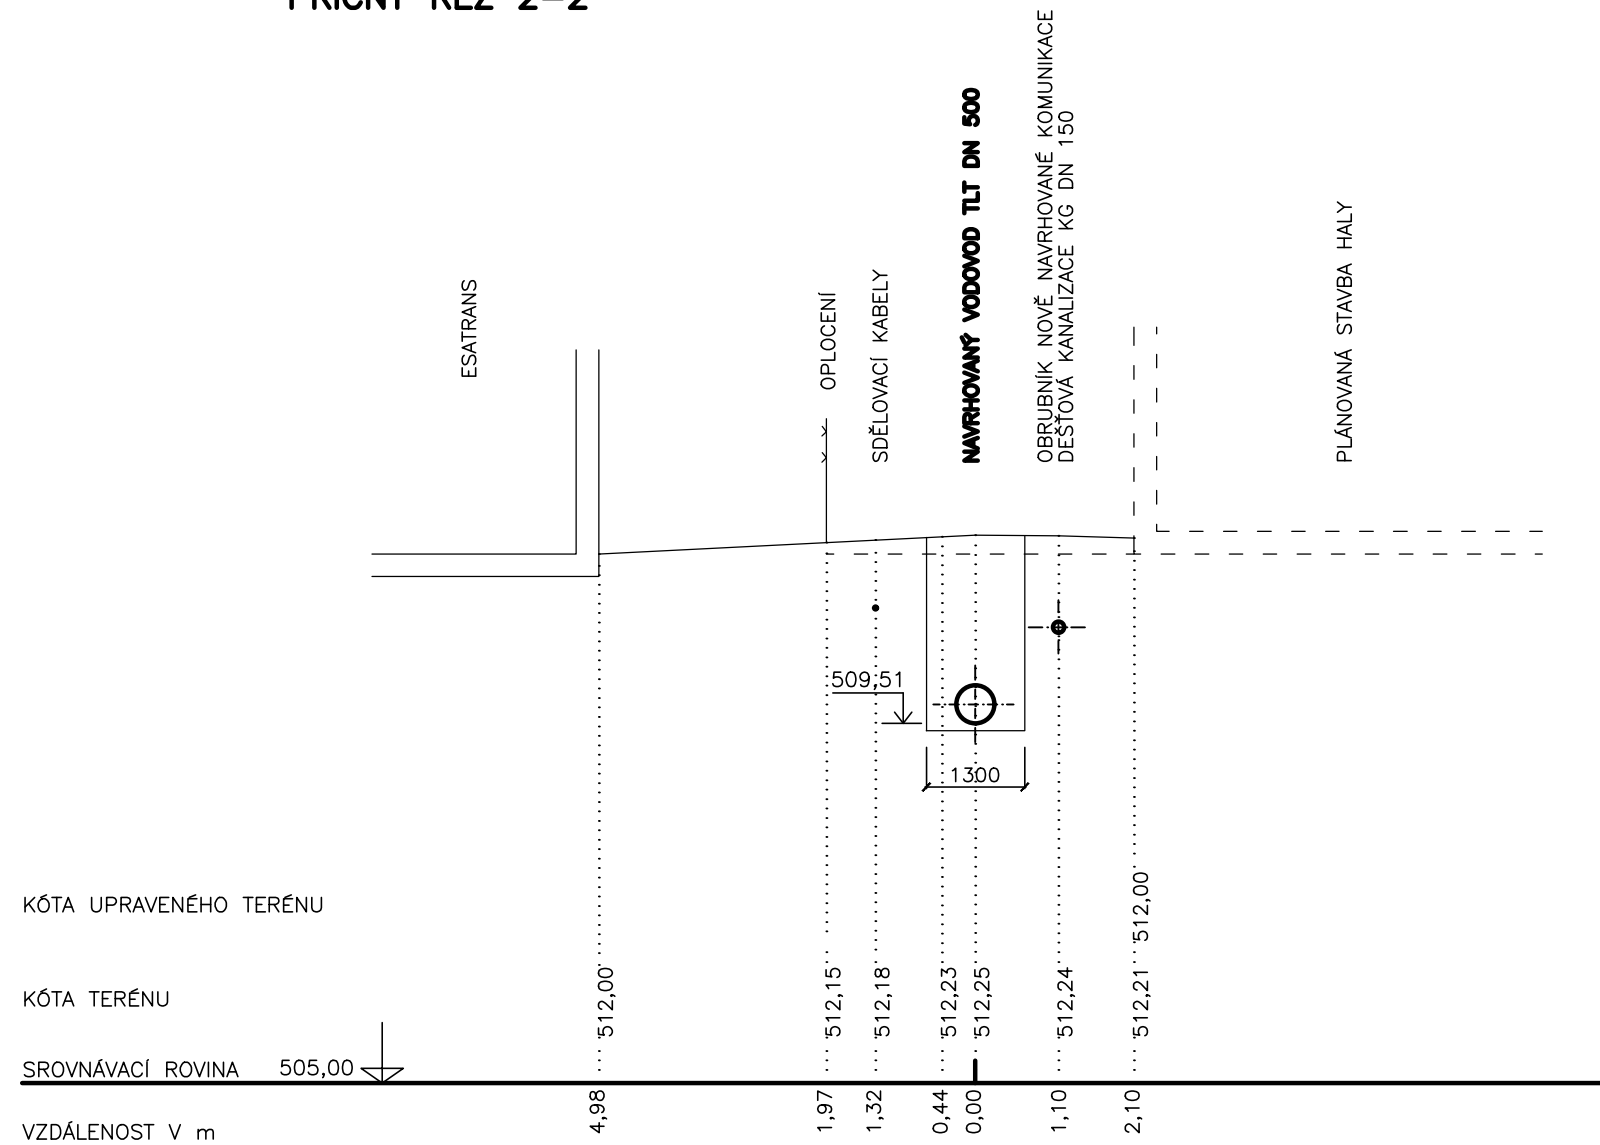 PŘÍČNÝ ŘEZ 2-2
ESATRANS
OPLOCENÍ
SDĚLOVACÍ KABELY
NAVRHOVANÝ VODOVOD TLT DN 500
OBRUBNÍK NOVĚ NAVRHOVANÉ KOMUNIKACE
DEŠŤOVÁ KANALIZACE KG DN 150
PLÁNOVANÁ STAVBA HALY
509,51
1300
KÓTA UPRAVENÉHO TERÉNU
512,00
KÓTA TERÉNU
512,00
512,15
512,18
512,23
512,25
512,24
512,21
SROVNÁVACÍ ROVINA 505,00
VZDÁLENOST V m
4,98
1,97
1,32
0,44
0,00
1,10
2,10